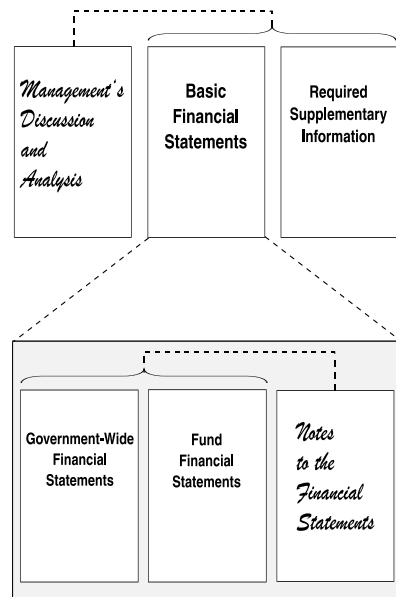 Management's
Discussion
and
Analysis
Basic
Financial
Statements
Required
Supplementary
Information
Government-Wide
Financial
Statements
Fund
Financial
Statements
Notes
to the
Financial
Statements